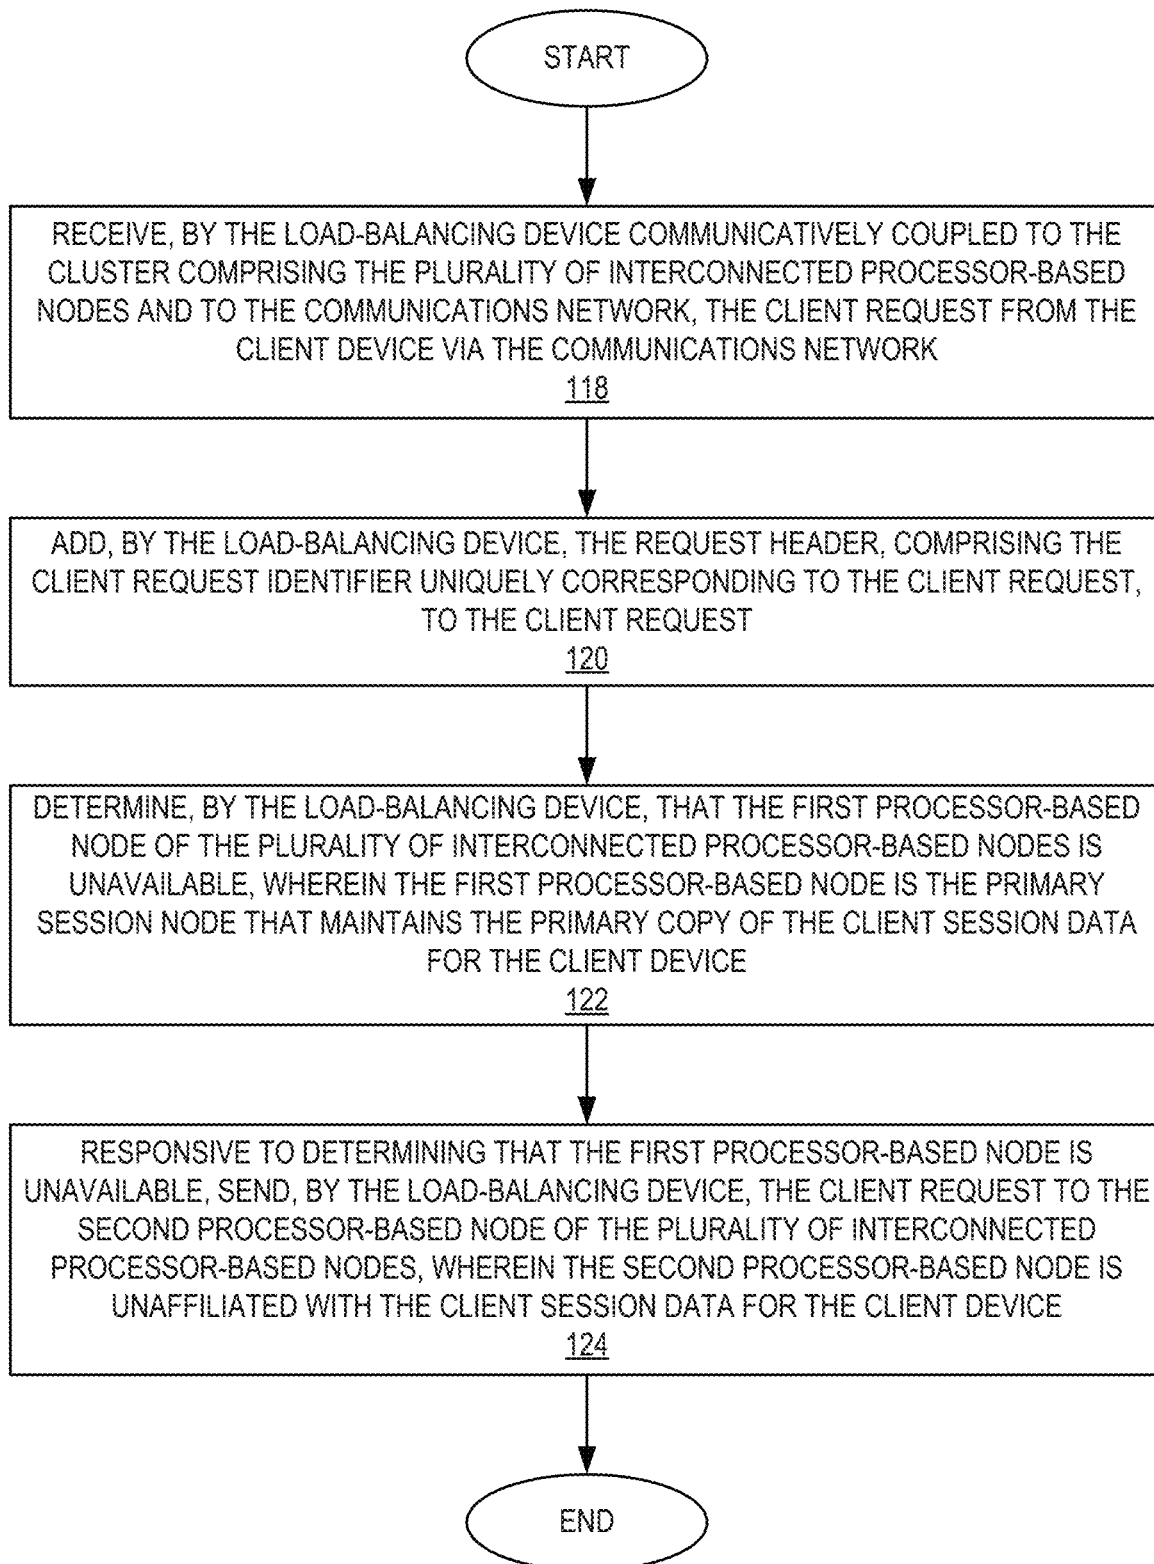 START
RECEIVE, BY THE LOAD-BALANCING DEVICE COMMUNICATIVELY COUPLED TO THE
CLUSTER COMPRISING THE PLURALITY OF INTERCONNECTED PROCESSOR-BASED
NODES AND TO THE COMMUNICATIONS NETWORK, THE CLIENT REQUEST FROM THE
CLIENT DEVICE VIA THE COMMUNICATIONS NETWORK
118
ADD, BY THE LOAD-BALANCING DEVICE, THE REQUEST HEADER, COMPRISING THE
CLIENT REQUEST IDENTIFIER UNIQUELY CORRESPONDING TO THE CLIENT REQUEST,
TO THE CLIENT REQUEST
120
DETERMINE, BY THE LOAD-BALANCING DEVICE, THAT THE FIRST PROCESSOR-BASED
NODE OF THE PLURALITY OF INTERCONNECTED PROCESSOR-BASED NODES IS
UNAVAILABLE, WHEREIN THE FIRST PROCESSOR-BASED NODE IS THE PRIMARY
SESSION NODE THAT MAINTAINS THE PRIMARY COPY OF THE CLIENT SESSION DATA
FOR THE CLIENT DEVICE
122
RESPONSIVE TO DETERMINING THAT THE FIRST PROCESSOR-BASED NODE IS
UNAVAILABLE, SEND, BY THE LOAD-BALANCING DEVICE, THE CLIENT REQUEST TO THE
SECOND PROCESSOR-BASED NODE OF THE PLURALITY OF INTERCONNECTED
PROCESSOR-BASED NODES, WHEREIN THE SECOND PROCESSOR-BASED NODE IS
UNAFFILIATED WITH THE CLIENT SESSION DATA FOR THE CLIENT DEVICE
124
END